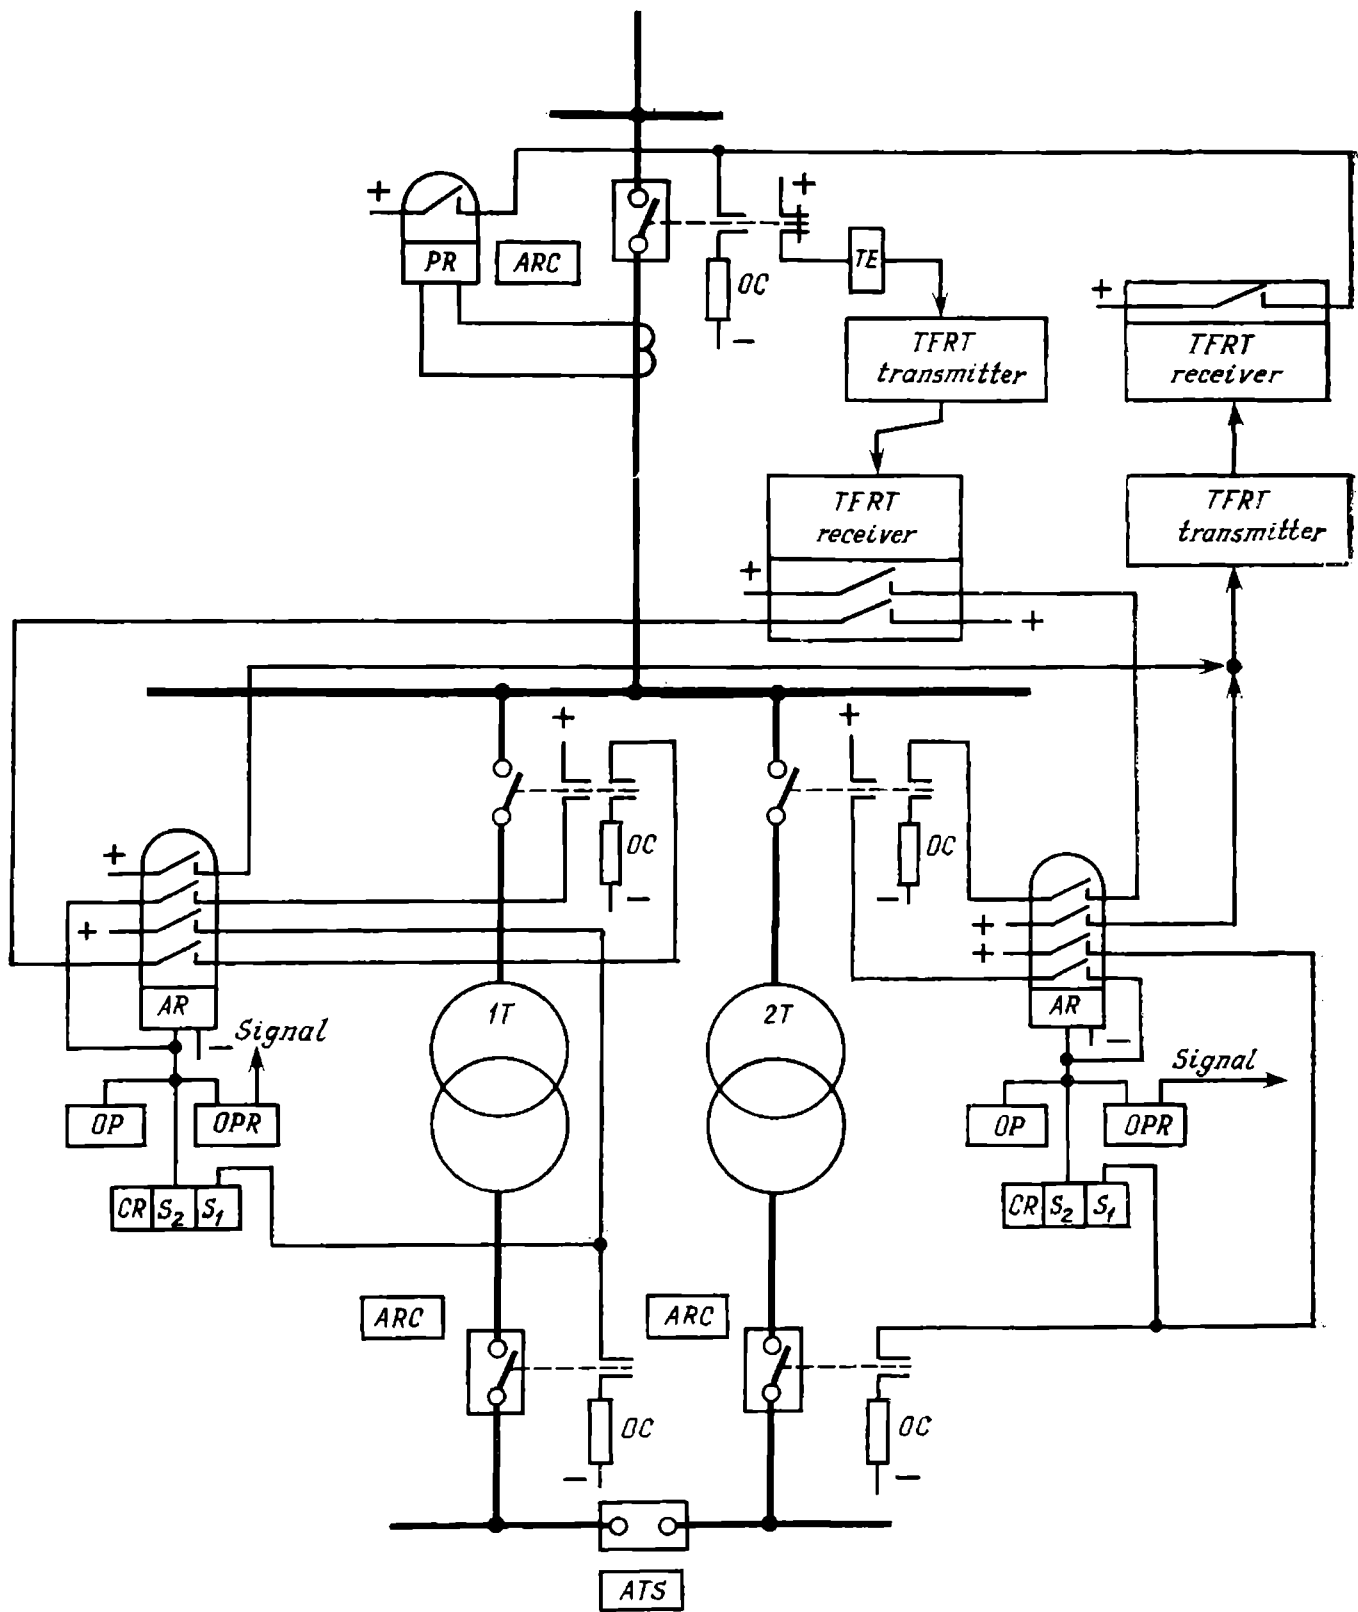 +
+
PR
ARC
OC
−
TE
+
TFRT
transmitter
TFRT
receiver
TFRT
receiver
TFRT
transmitter
+
+
+
+
+
OC
−
OC
−
+
+
+
+
AR
−
Signal
1T
2T
AR
−
Signal
OP
OPR
OP
OPR
CR S₂ S₁
CR S₂ S₁
ARC
ARC
OC
−
OC
−
ATS